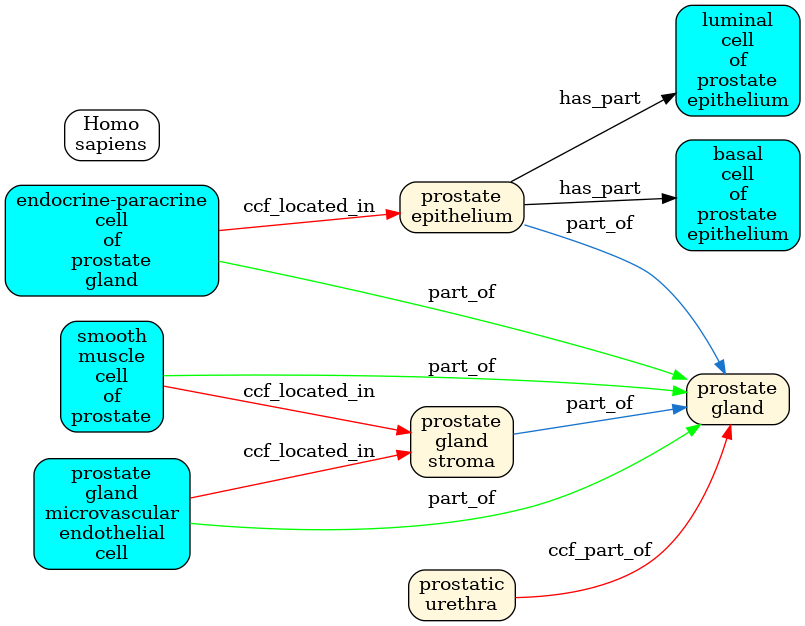 luminal
cell
of
prostate
epithelium
has_part
Homo
sapiens
basal
cell
of
prostate
epithelium
has_part
endocrine-paracrine
cell
of
prostate
gland
ccf_located_in
prostate
epithelium
part_of
part_of
smooth
muscle
cell
of
prostate
part_of
ccf_located_in
prostate
gland
part_of
prostate
gland
stroma
ccf_located_in
prostate
gland
microvascular
endothelial
cell
part_of
ccf_part_of
prostatic
urethra